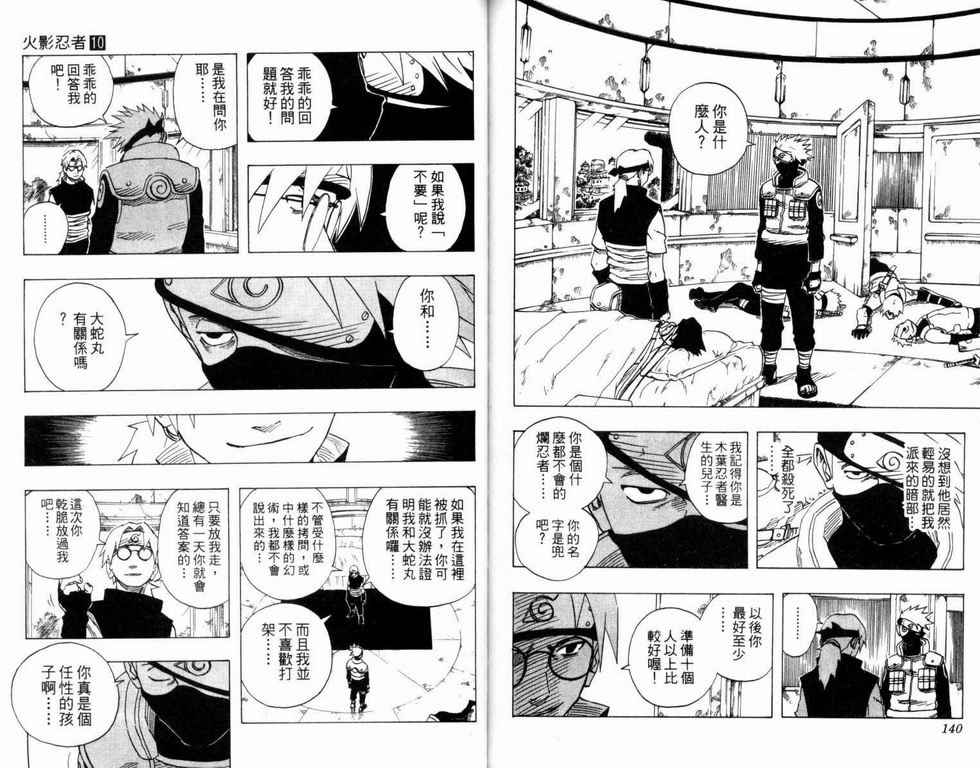 你是什
麼人？
沒想到他居然
輕易的就把我
派來的暗部…
…全都殺死了
我記得你是
木葉忍者醫
生的兒子
你是個什
麼都不會的
爛忍者…
你的名
字是兜
吧？
以後你
最好至少
……
準備十個
人以上比
較好喔！
140
火影忍者10
乖乖的回
答我的問
題就好！
如果我說「
不要」呢？
是我在問你
耶……
乖乖的
回答我
吧！
……
你和……
大蛇丸
有關係嗎
？
如果我在這裡
被抓了，你可
能就沒辦法證
明我和大蛇丸
有關係囉…
不管受什麼
樣的拷問，或
中什麼樣的幻
術，我都不會
說出來的…
而且我並
不喜歡打
架…
只要放我走，
總有一天你就會
知道答案的…
這次你
乾脆放過我
吧…
你真是個
任性的孩
子啊……